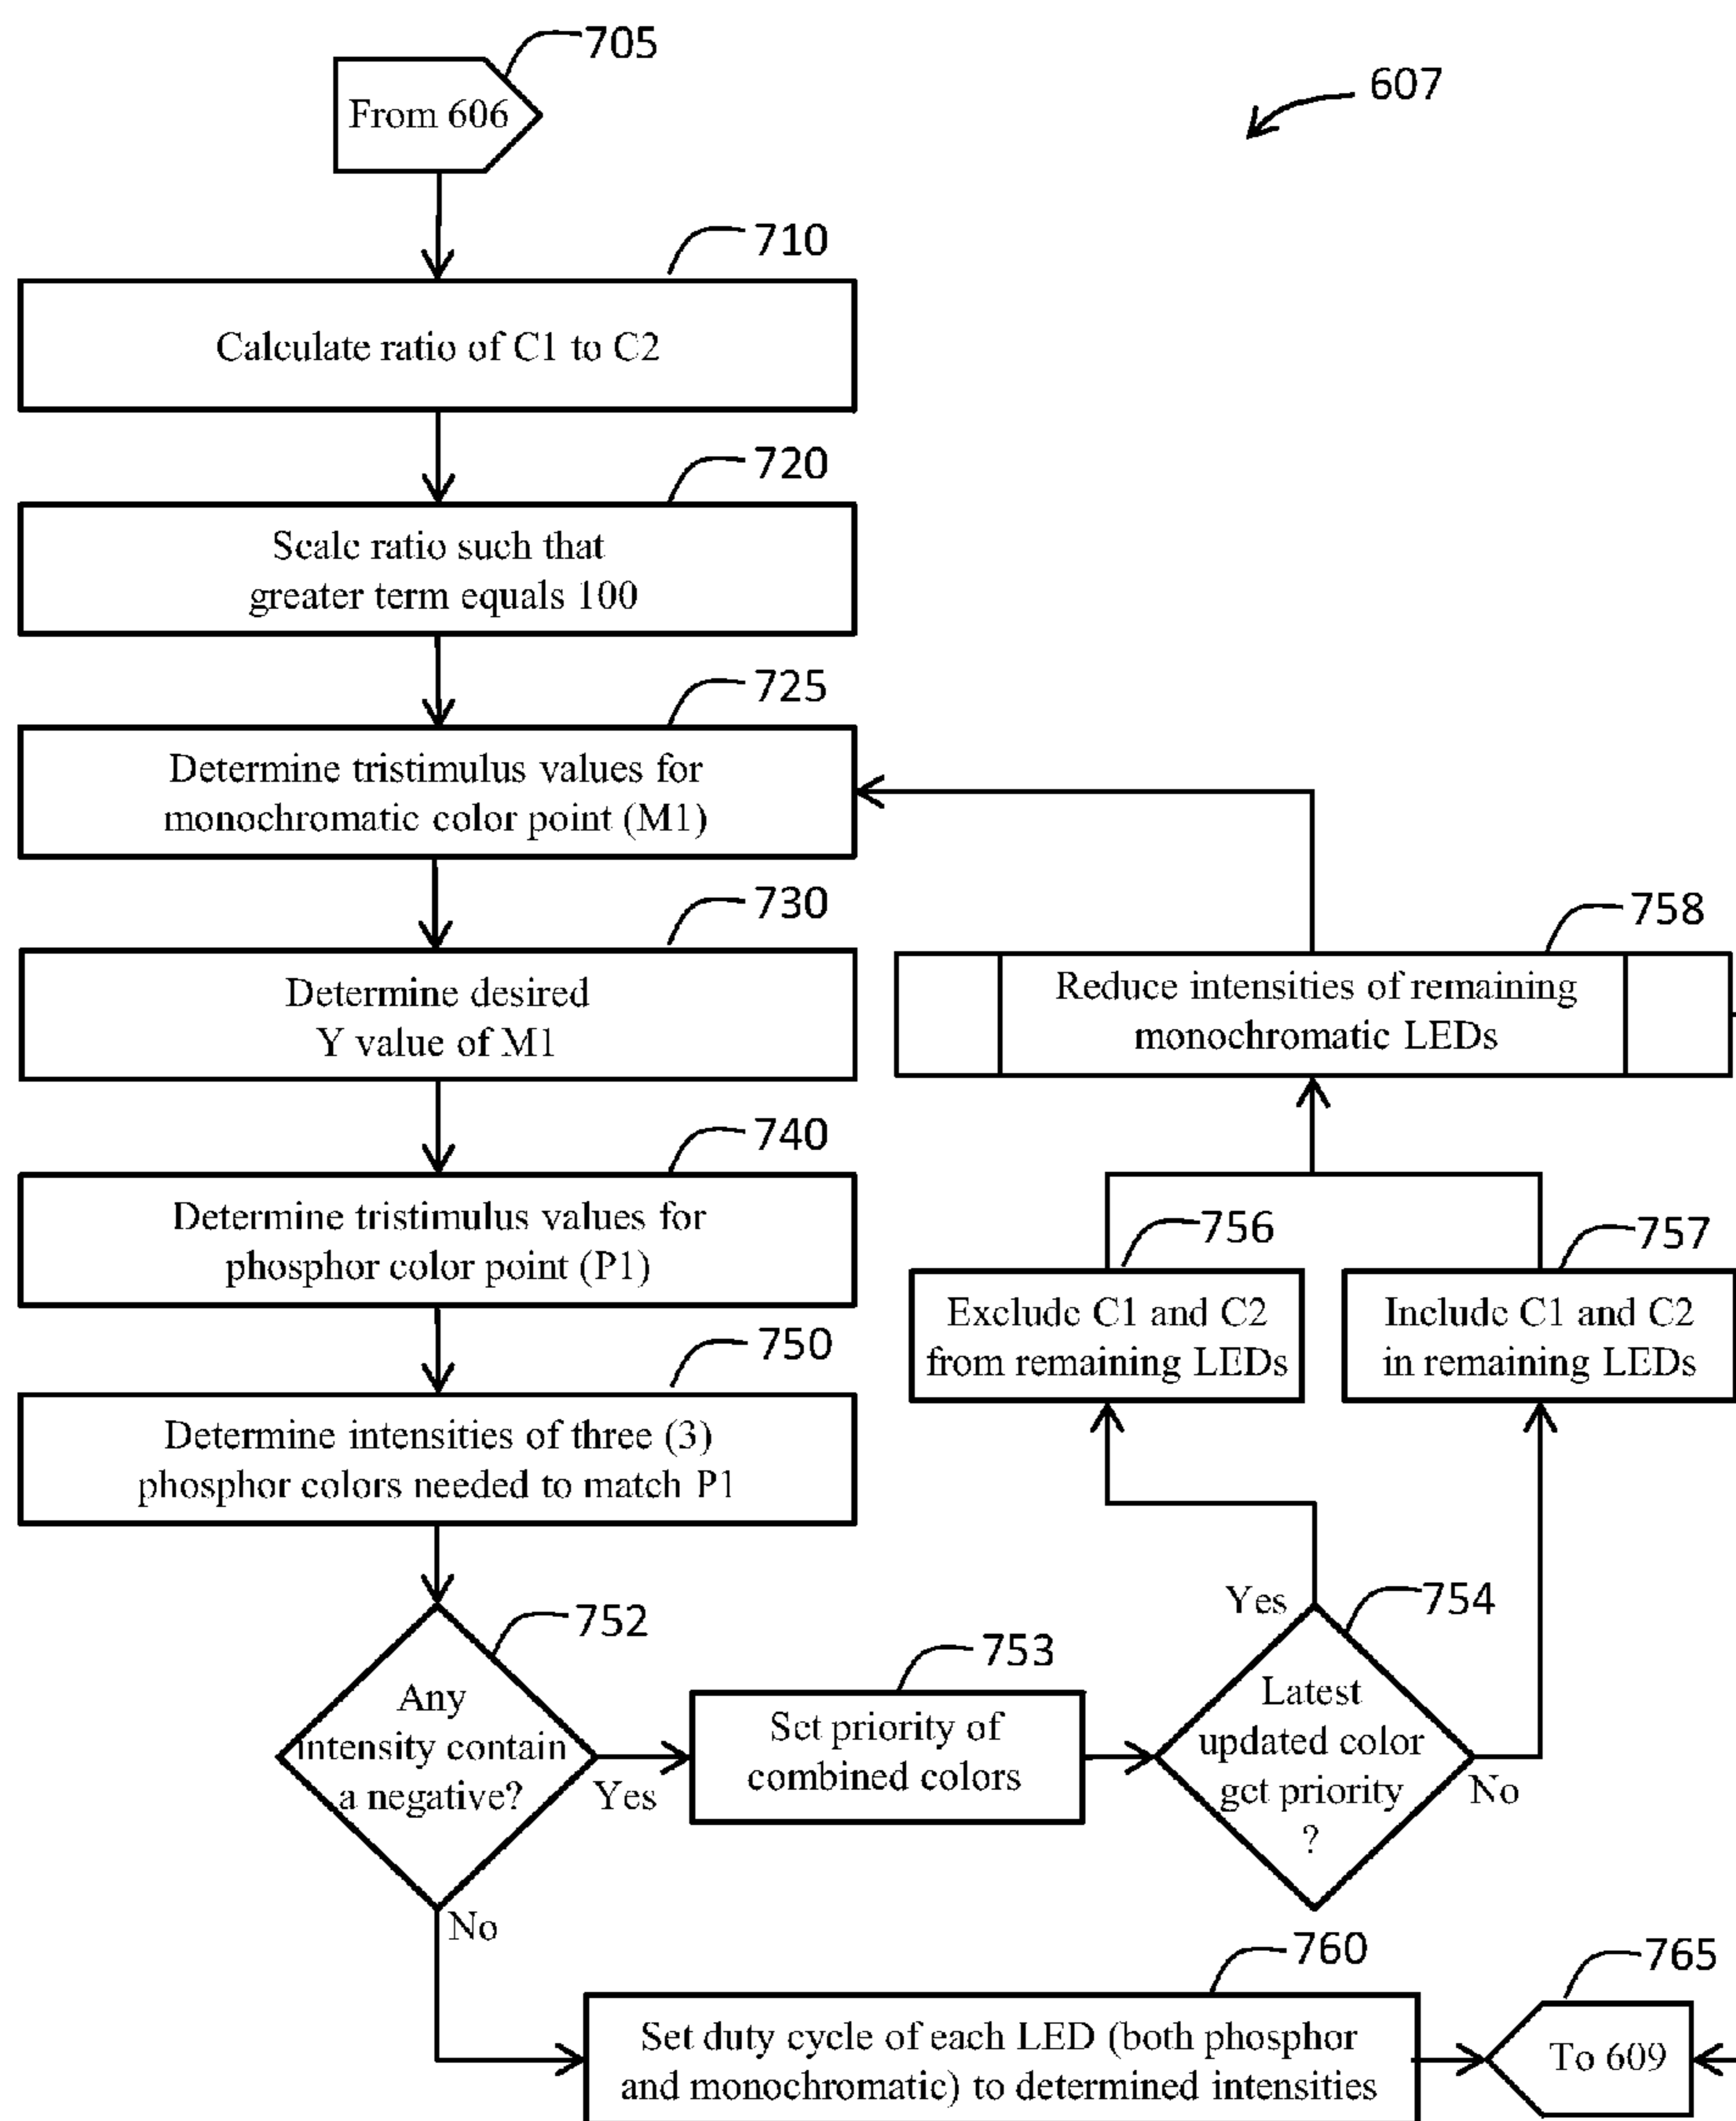 705
From 606
607
710
Calculate ratio of C1 to C2
720
Scale ratio such that
greater term equals 100
725
Determine tristimulus values for
monochromatic color point (M1)
730
Determine desired
Y value of M1
740
Determine tristimulus values for
phosphor color point (P1)
750
Determine intensities of three (3)
phosphor colors needed to match P1
752
Any
intensity contain
a negative?
Yes
No
753
Set priority of
combined colors
754
Latest
updated color
get priority
?
Yes
No
756
Exclude C1 and C2
from remaining LEDs
757
Include C1 and C2
in remaining LEDs
758
Reduce intensities of remaining
monochromatic LEDs
760
Set duty cycle of each LED (both phosphor
and monochromatic) to determined intensities
765
To 609